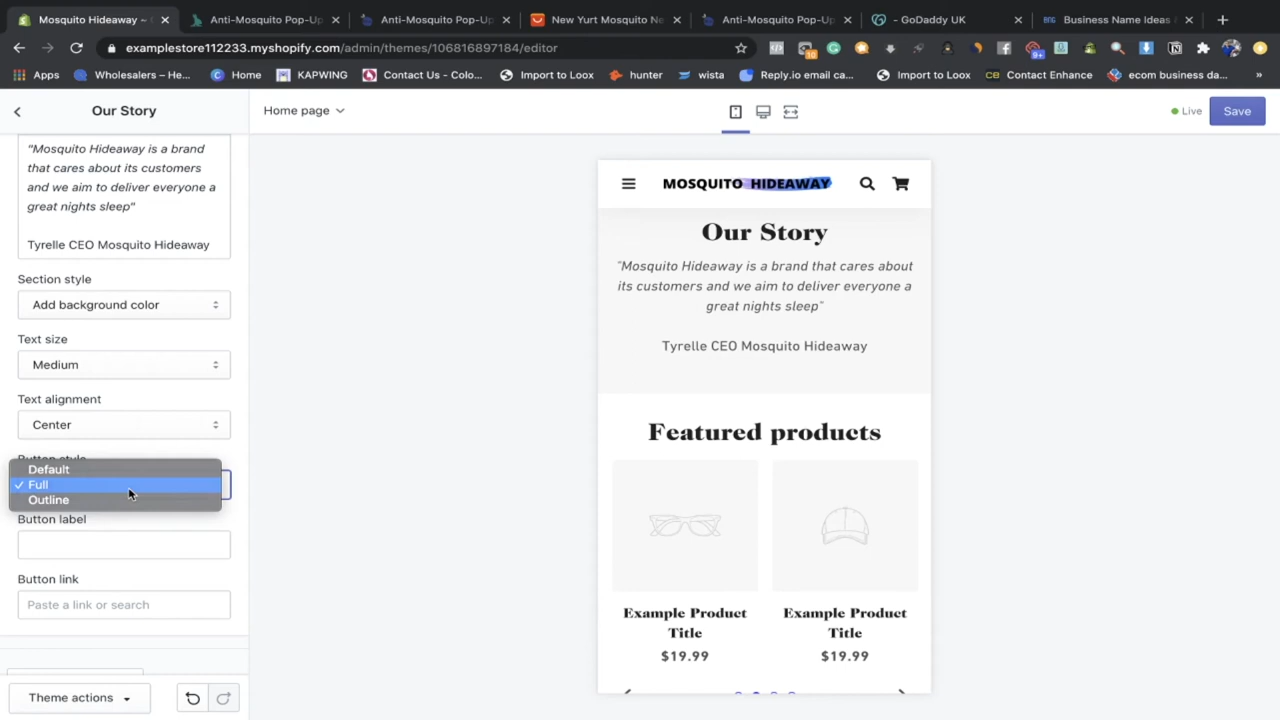 Mosquito Hideaway ~
Anti-Mosquito Pop-Up
Anti-Mosquito Pop-Up
New Yurt Mosquito Ne
Anti-Mosquito Pop-Up
- GoDaddy UK
Business Name Ideas
examplestore112233.myshopify.com/admin/themes/106816897184/editor
10
9+
Apps
Wholesalers – He...
Home
KAPWING
Contact Us - Colo...
Import to Loox
hunter
wista
Reply.io email ca...
Import to Loox
CB Contact Enhance
ecom business da...
»
Our Story
Home page
Live
Save
"Mosquito Hideaway is a brand
that cares about its customers
and we aim to deliver everyone a
great nights sleep"
Tyrelle CEO Mosquito Hideaway
Section style
Add background color
Text size
Medium
Text alignment
Center
Button style
Default
✓ Full
Outline
Button label
Button link
Paste a link or search
Theme actions
MOSQUITO HIDEAWAY
Our Story
"Mosquito Hideaway is a brand that cares about
its customers and we aim to deliver everyone a
great nights sleep"
Tyrelle CEO Mosquito Hideaway
Featured products
Example Product
Title
$19.99
Example Product
Title
$19.99